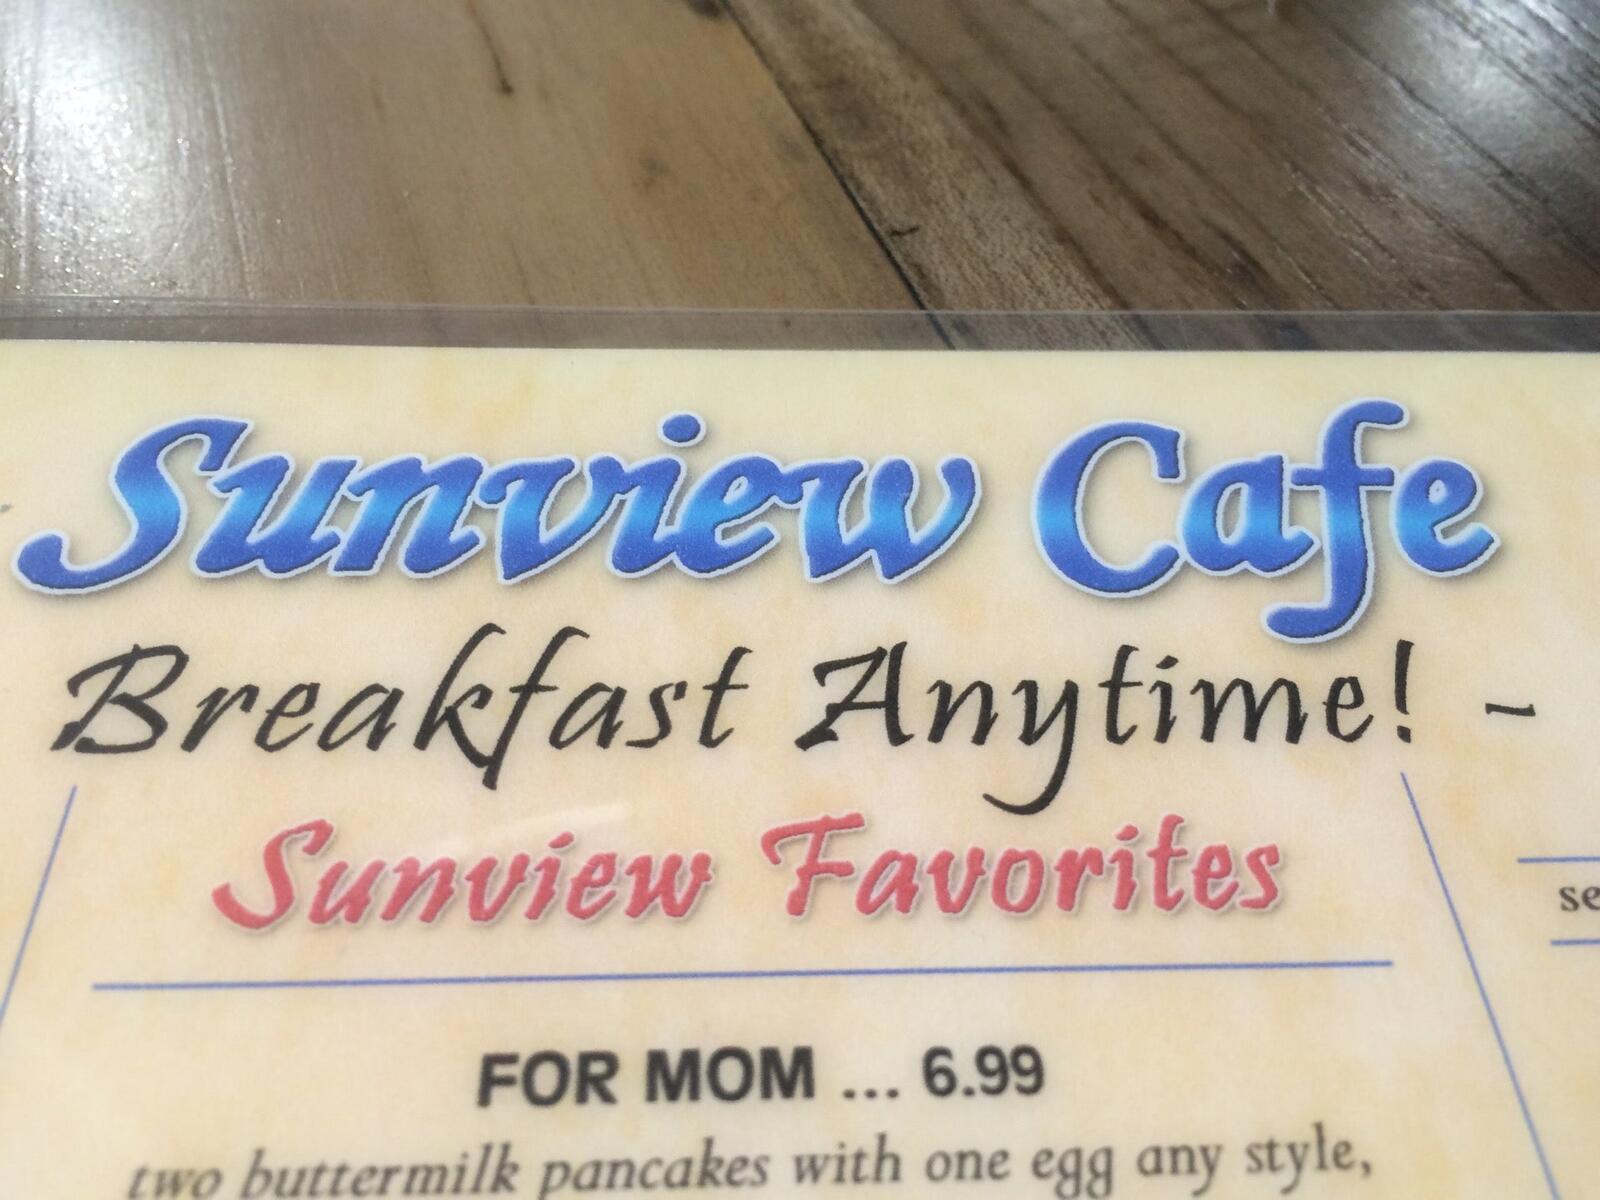 Sunview Cafe
Breakfast Anytime! -
Sunview Favorites
FOR MOM ... 6.99
two buttermilk pancakes with one egg any style,